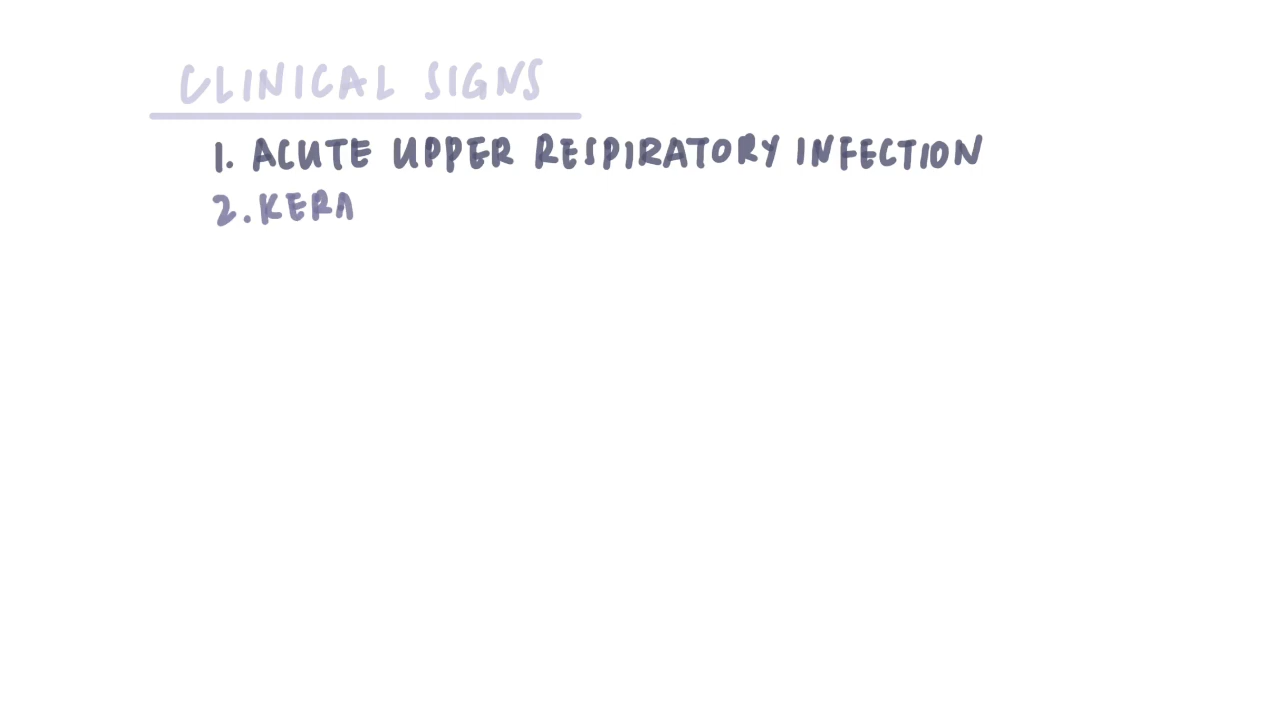 CLINICAL SIGNS
1. ACUTE UPPER RESPIRATORY INFECTION
2. KERA